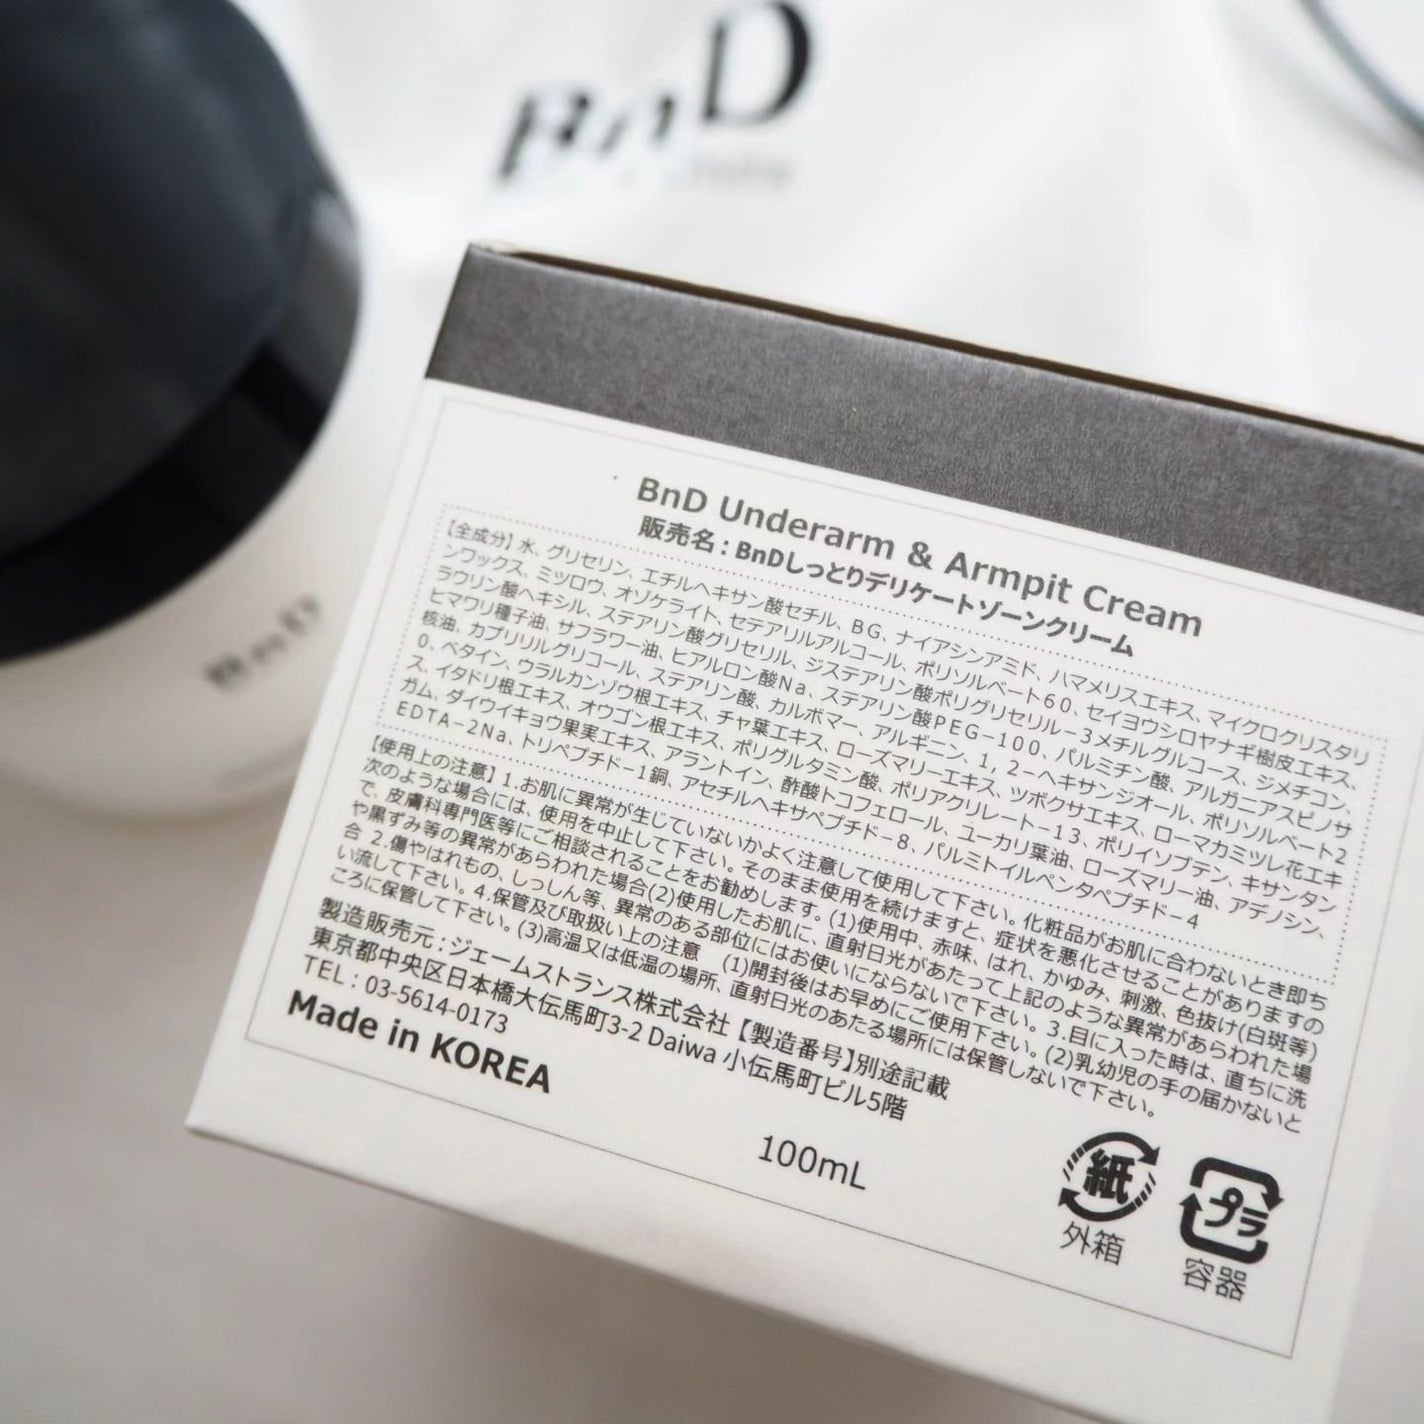 BnD
BnD
BnD Underarm & Armpit Cream
販売名：BnDしっとりデリケートゾーンクリーム
【全成分】水、グリセリン、エチルヘキサン酸セチル、BG、ナイアシンアミド、ハマメリスエキス、マイクロクリスタリ
ンワックス、ミツロウ、オゾケライト、セテアリルアルコール、ポリソルベート60、セイヨウシロヤナギ樹皮エキス、
ラウリン酸ヘキシル、ステアリン酸グリセリル、ジステアリン酸ポリグリセリル-3メチルグルコース、ジメチコン、
ヒマワリ種子油、サフラワー油、ヒアルロン酸Na、ステアリン酸PEG-100、パルミチン酸、アルガニアスピノサ
核油、カプリリルグリコール、ステアリン酸、カルボマー、アルギニン、1,2-ヘキサンジオール、ポリソルベート2
0、ベタイン、ウラルカンゾウ根エキス、チャ葉エキス、ローズマリーエキス、ツボクサエキス、ローマカミツレ花エキ
ス、イタドリ根エキス、オウゴン根エキス、ポリグルタミン酸、ポリアクリレート-13、ポリイソブテン、キサンタン
ガム、ダイウイキョウ果実エキス、アラントイン、酢酸トコフェロール、ユーカリ葉油、ローズマリー油、アデノシン、
EDTA-2Na、トリペプチド-1銅、アセチルヘキサペプチド-8、パルミトイルペンタペプチド-4
【使用上の注意】1.お肌に異常が生じていないかよく注意して使用して下さい。化粧品がお肌に合わないとき即ち
次のような場合には、使用を中止して下さい。そのまま使用を続けますと、症状を悪化させることがありますの
で、皮膚科専門医等にご相談されることをお勧めします。(1)使用中、赤味、はれ、かゆみ、刺激、色抜け(白斑等)
や黒ずみ等の異常があらわれた場合(2)使用したお肌に、直射日光があたって上記のような異常があらわれた場
合 2.傷やはれもの、しっしん等、異常のある部位にはお使いにならないで下さい。3.目に入った時は、直ちに洗
い流して下さい。4.保管及び取扱い上の注意 (1)開封後はお早めにご使用下さい。(2)乳幼児の手の届かないと
ころに保管して下さい。(3)高温又は低温の場所、直射日光のあたる場所には保管しないで下さい。
製造販売元：ジェームストランス株式会社【製造番号】別途記載
東京都中央区日本橋大伝馬町3-2 Daiwa 小伝馬町ビル5階
TEL：03-5614-0173
Made in KOREA
100mL
紙
外箱
プラ
容器